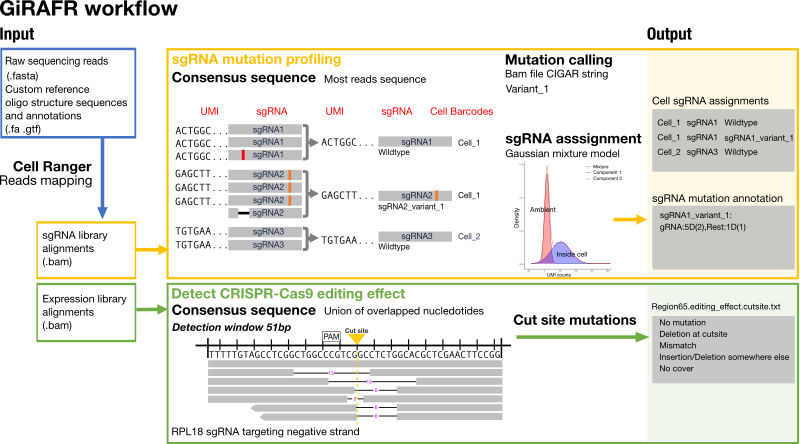 GiRAFR workflow
Input
Output
Raw sequencing reads
(.fasta)
Custom reference
oligo structure sequences
and annotations
(.fa .gtf)
Cell Ranger
Reads mapping
sgRNA library
alignments
(.bam)
Expression library
alignments
(.bam)
sgRNA mutation profiling
Consensus sequence Most reads sequence
UMI sgRNA UMI sgRNA Cell Barcodes
ACTGGC... sgRNA1
ACTGGC... sgRNA1
ACTGGC... sgRNA1
ACTGGC... sgRNA1 Cell_1
Wildtype
GAGCTT... sgRNA2
GAGCTT... sgRNA2
GAGCTT... sgRNA2
sgRNA2
GAGCTT... sgRNA2 Cell_1
sgRNA2_variant_1
TGTGAA... sgRNA3
TGTGAA... sgRNA3
TGTGAA... sgRNA3 Cell_2
Wildtype
Mutation calling
Bam file CIGAR string
Variant_1
sgRNA asssignment
Gaussian mixture model
Mixture
Component 1
Component 2
Density
Ambient
Inside cell
UMI counts
Cell sgRNA assignments
Cell_1 sgRNA1 Wildtype
Cell_1 sgRNA1 sgRNA1_variant_1
Cell_2 sgRNA3 Wildtype
sgRNA mutation annotation
sgRNA1_variant_1:
gRNA:5D(2),Rest:1D(1)
Detect CRISPR-Cas9 editing effect
Consensus sequence Union of overlapped nucleotides
Detection window 51bp
PAM
Cut site
TTTTTGTAGCCTCGGCTGGCCCGTCGGCCTCTGGCACGCTCGAACTTCCGG
RPL18 sgRNA targeting negative strand
Cut site mutations
Region65.editing_effect.cutsite.txt
No mutation
Deletion at cutsite
Mismatch
Insertion/Deletion somewhere else
No cover